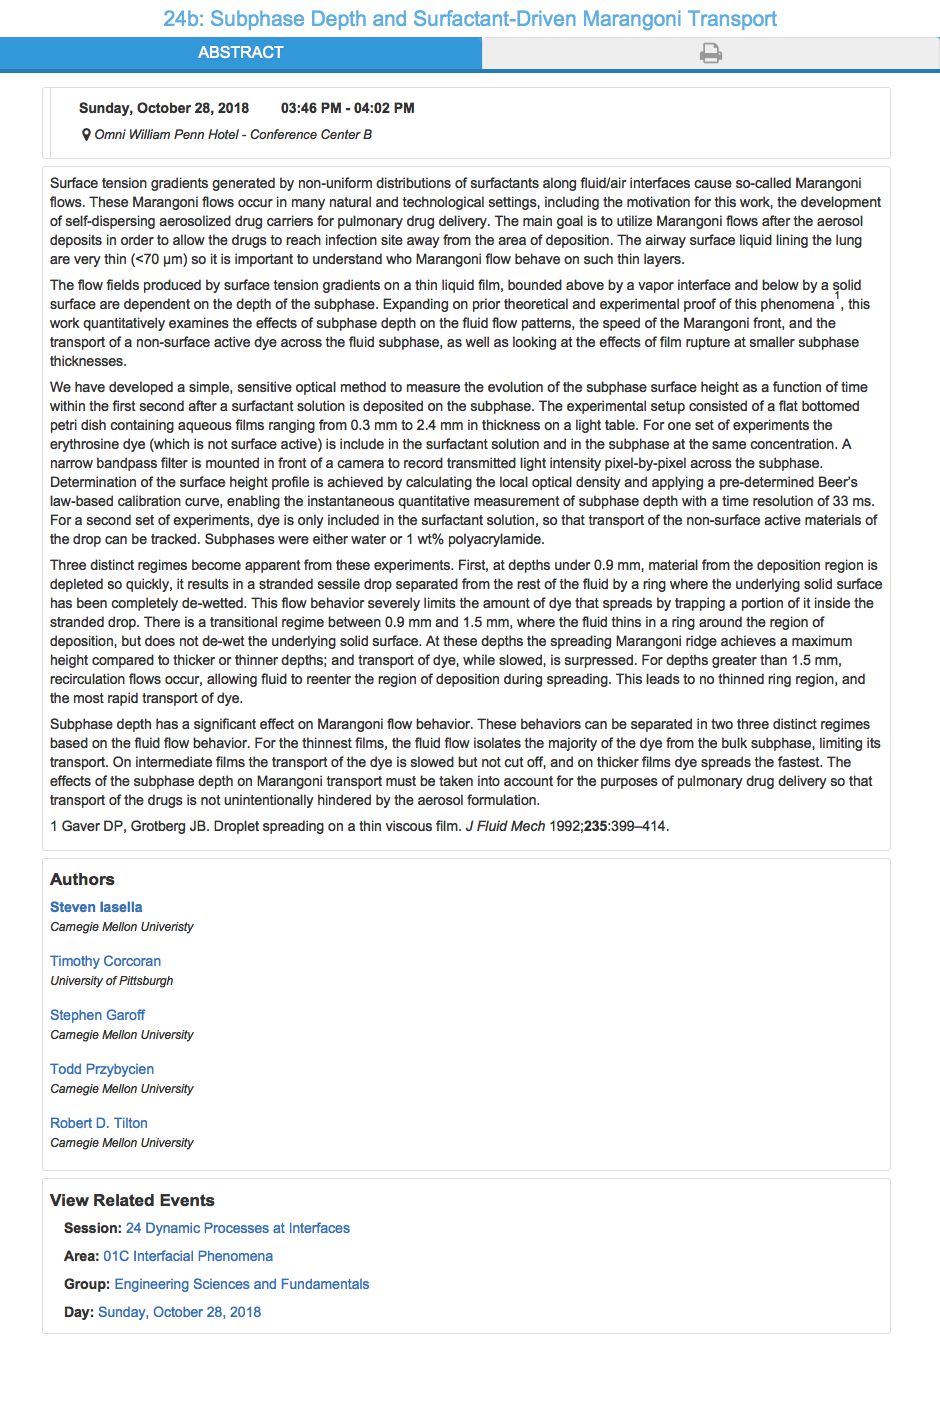 24b: Subphase Depth and Surfactant-Driven Marangoni Transport
ABSTRACT
Sunday, October 28, 2018 03:46 PM - 04:02 PM
Omni William Penn Hotel - Conference Center B
Surface tension gradients generated by non-uniform distributions of surfactants along fluid/air interfaces cause so-called Marangoni
flows. These Marangoni flows occur in many natural and technological settings, including the motivation for this work, the development
of self-dispersing aerosolized drug carriers for pulmonary drug delivery. The main goal is to utilize Marangoni flows after the aerosol
deposits in order to allow the drugs to reach infection site away from the area of deposition. The airway surface liquid lining the lung
are very thin (<70 μm) so it is important to understand who Marangoni flow behave on such thin layers.
The flow fields produced by surface tension gradients on a thin liquid film, bounded above by a vapor interface and below by a solid
surface are dependent on the depth of the subphase. Expanding on prior theoretical and experimental proof of this phenomena1, this
work quantitatively examines the effects of subphase depth on the fluid flow patterns, the speed of the Marangoni front, and the
transport of a non-surface active dye across the fluid subphase, as well as looking at the effects of film rupture at smaller subphase
thicknesses.
We have developed a simple, sensitive optical method to measure the evolution of the subphase surface height as a function of time
within the first second after a surfactant solution is deposited on the subphase. The experimental setup consisted of a flat bottomed
petri dish containing aqueous films ranging from 0.3 mm to 2.4 mm in thickness on a light table. For one set of experiments the
erythrosine dye (which is not surface active) is include in the surfactant solution and in the subphase at the same concentration. A
narrow bandpass filter is mounted in front of a camera to record transmitted light intensity pixel-by-pixel across the subphase.
Determination of the surface height profile is achieved by calculating the local optical density and applying a pre-determined Beer's
law-based calibration curve, enabling the instantaneous quantitative measurement of subphase depth with a time resolution of 33 ms.
For a second set of experiments, dye is only included in the surfactant solution, so that transport of the non-surface active materials of
the drop can be tracked. Subphases were either water or 1 wt% polyacrylamide.
Three distinct regimes become apparent from these experiments. First, at depths under 0.9 mm, material from the deposition region is
depleted so quickly, it results in a stranded sessile drop separated from the rest of the fluid by a ring where the underlying solid surface
has been completely de-wetted. This flow behavior severely limits the amount of dye that spreads by trapping a portion of it inside the
stranded drop. There is a transitional regime between 0.9 mm and 1.5 mm, where the fluid thins in a ring around the region of
deposition, but does not de-wet the underlying solid surface. At these depths the spreading Marangoni ridge achieves a maximum
height compared to thicker or thinner depths; and transport of dye, while slowed, is surpressed. For depths greater than 1.5 mm,
recirculation flows occur, allowing fluid to reenter the region of deposition during spreading. This leads to no thinned ring region, and
the most rapid transport of dye.
Subphase depth has a significant effect on Marangoni flow behavior. These behaviors can be separated in two three distinct regimes
based on the fluid flow behavior. For the thinnest films, the fluid flow isolates the majority of the dye from the bulk subphase, limiting its
transport. On intermediate films the transport of the dye is slowed but not cut off, and on thicker films dye spreads the fastest. The
effects of the subphase depth on Marangoni transport must be taken into account for the purposes of pulmonary drug delivery so that
transport of the drugs is not unintentionally hindered by the aerosol formulation.
1 Gaver DP, Grotberg JB. Droplet spreading on a thin viscous film. J Fluid Mech 1992;235:399–414.
Authors
Steven Iasella
Carnegie Mellon Univeristy
Timothy Corcoran
University of Pittsburgh
Stephen Garoff
Carnegie Mellon University
Todd Przybycien
Carnegie Mellon University
Robert D. Tilton
Carnegie Mellon University
View Related Events
Session: 24 Dynamic Processes at Interfaces
Area: 01C Interfacial Phenomena
Group: Engineering Sciences and Fundamentals
Day: Sunday, October 28, 2018